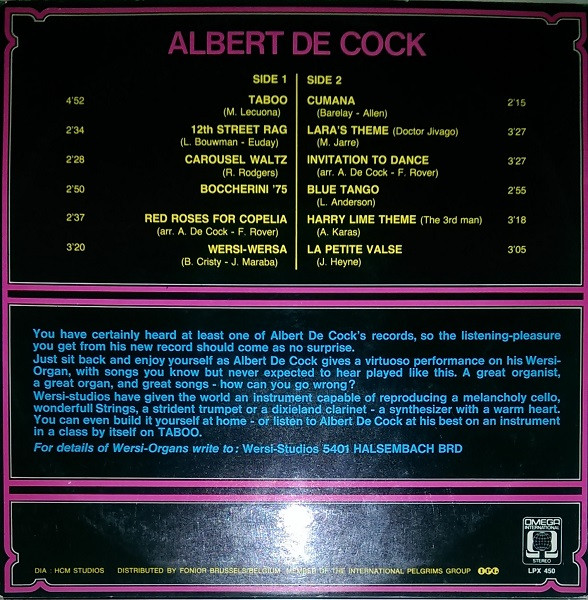 ALBERT DE COCK
SIDE 1
4'52 TABOO
(M. Lecuona)
2'34 12th STREET RAG
(L. Bouwman - Euday)
2'28 CAROUSEL WALTZ
(R. Rodgers)
2'50 BOCCHERINI '75
2'37 RED ROSES FOR COPELIA
(arr. A. De Cock - F. Rover)
3'20 WERSI-WERSA
(B. Cristy - J. Maraba)
SIDE 2
CUMANA 2'15
(Barelay - Allen)
LARA'S THEME (Doctor Jivago) 3'27
(M. Jarre)
INVITATION TO DANCE 3'27
(arr. A. De Cock - F. Rover)
BLUE TANGO 2'55
(L. Anderson)
HARRY LIME THEME (The 3rd man) 3'18
(A. Karas)
LA PETITE VALSE 3'05
(J. Heyne)
You have certainly heard at least one of Albert De Cock's records, so the listening-pleasure
you get from his new record should come as no surprise.
Just sit back and enjoy yourself as Albert De Cock gives a virtuoso performance on his Wersi-
Organ, with songs you know but never expected to hear played like this. A great organist,
a great organ, and great songs - how can you go wrong?
Wersi-studios have given the world an instrument capable of reproducing a melancholy cello,
wonderfull Strings, a strident trumpet or a dixieland clarinet - a synthesizer with a warm heart.
You can even build it yourself at home - or listen to Albert De Cock at his best on an instrument
in a class by itself on TABOO.
For details of Wersi-Organs write to: Wersi-Studios 5401 HALSEMBACH BRD
OMEGA
INTERNATIONAL
STEREO
DIA : HCM STUDIOS DISTRIBUTED BY FONIOR BRUSSELS/BELGIUM MEMBER OF THE INTERNATIONAL PELGRIMS GROUP IPG LPX 450